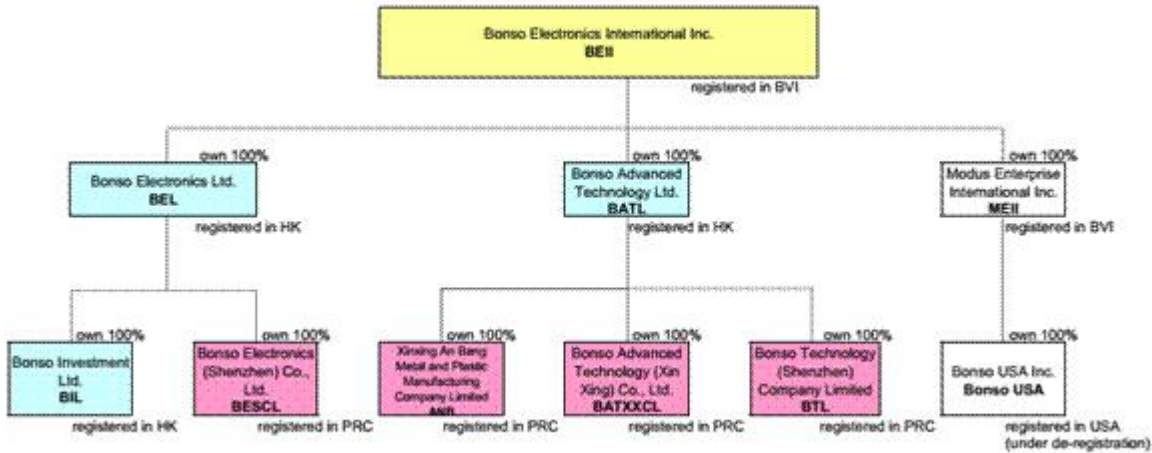 Bonso Electronics International Inc.
BEII
registered in BVI
own 100%
own 100%
own 100%
Bonso Electronics Ltd.
BEL
Bonso Advanced
Technology Ltd.
BATL
Modus Enterprise
International Inc.
MEII
registered in HK
registered in HK
registered in BVI
own 100%
own 100%
own 100%
own 100%
own 100%
own 100%
Bonso Investment
Ltd.
BIL
Bonso Electronics
(Shenzhen) Co.,
Ltd.
BESCL
Xinxing An Bang
Metal and Plastic
Manufacturing
Company Limited
ANB
Bonso Advanced
Technology (Xin
Xing) Co., Ltd.
BATXXCL
Bonso Technology
(Shenzhen)
Company Limited
BTL
Bonso USA Inc.
Bonso USA
registered in HK
registered in PRC
registered in PRC
registered in PRC
registered in PRC
registered in USA
(under de-registration)